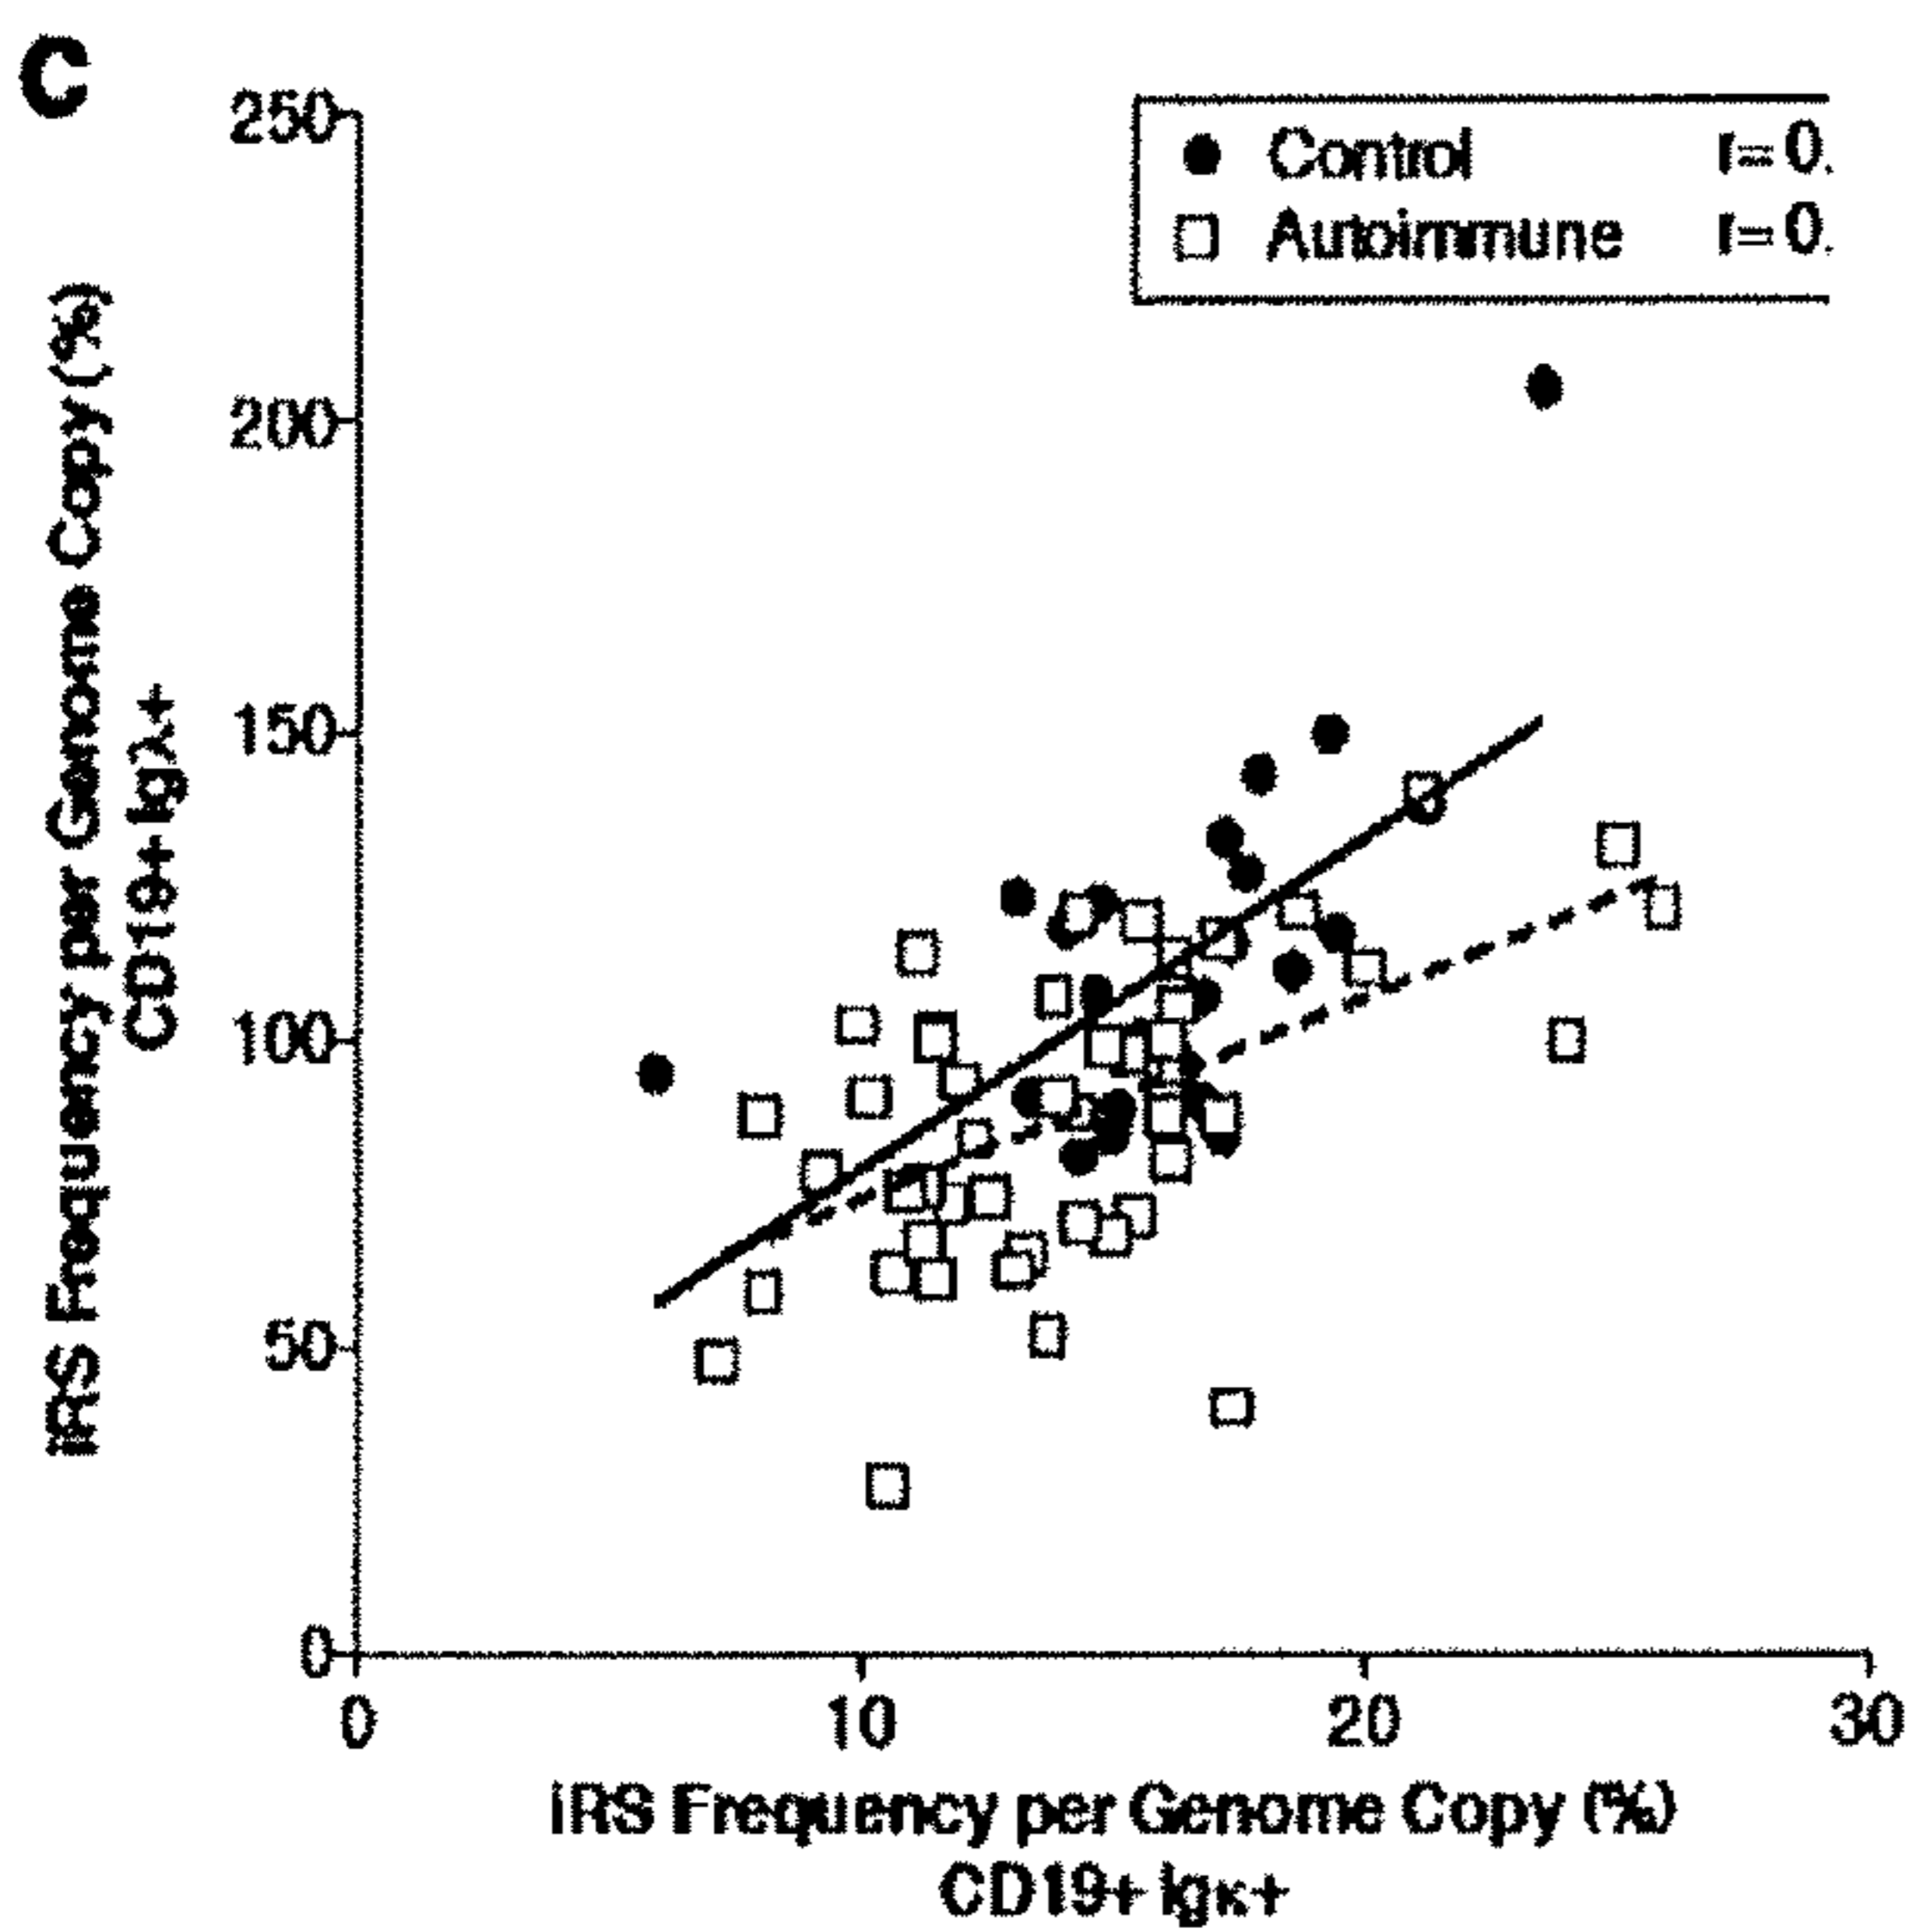 C
250
200
150
100
50
0
iRS Frequency per Genome Copy (%)
CD19+ Igλ+
Control r= 0.
Autoimmune r= 0.
0 10 20 30
iRS Frequency per Genome Copy (%)
CD19+ Igκ+